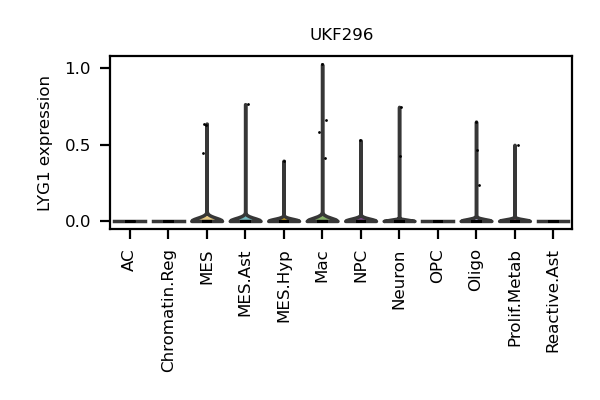 UKF296
LYG1 expression
1.0
0.5
0.0
AC
Chromatin.Reg
MES
MES.Ast
MES.Hyp
Mac
NPC
Neuron
OPC
Oligo
Prolif.Metab
Reactive.Ast